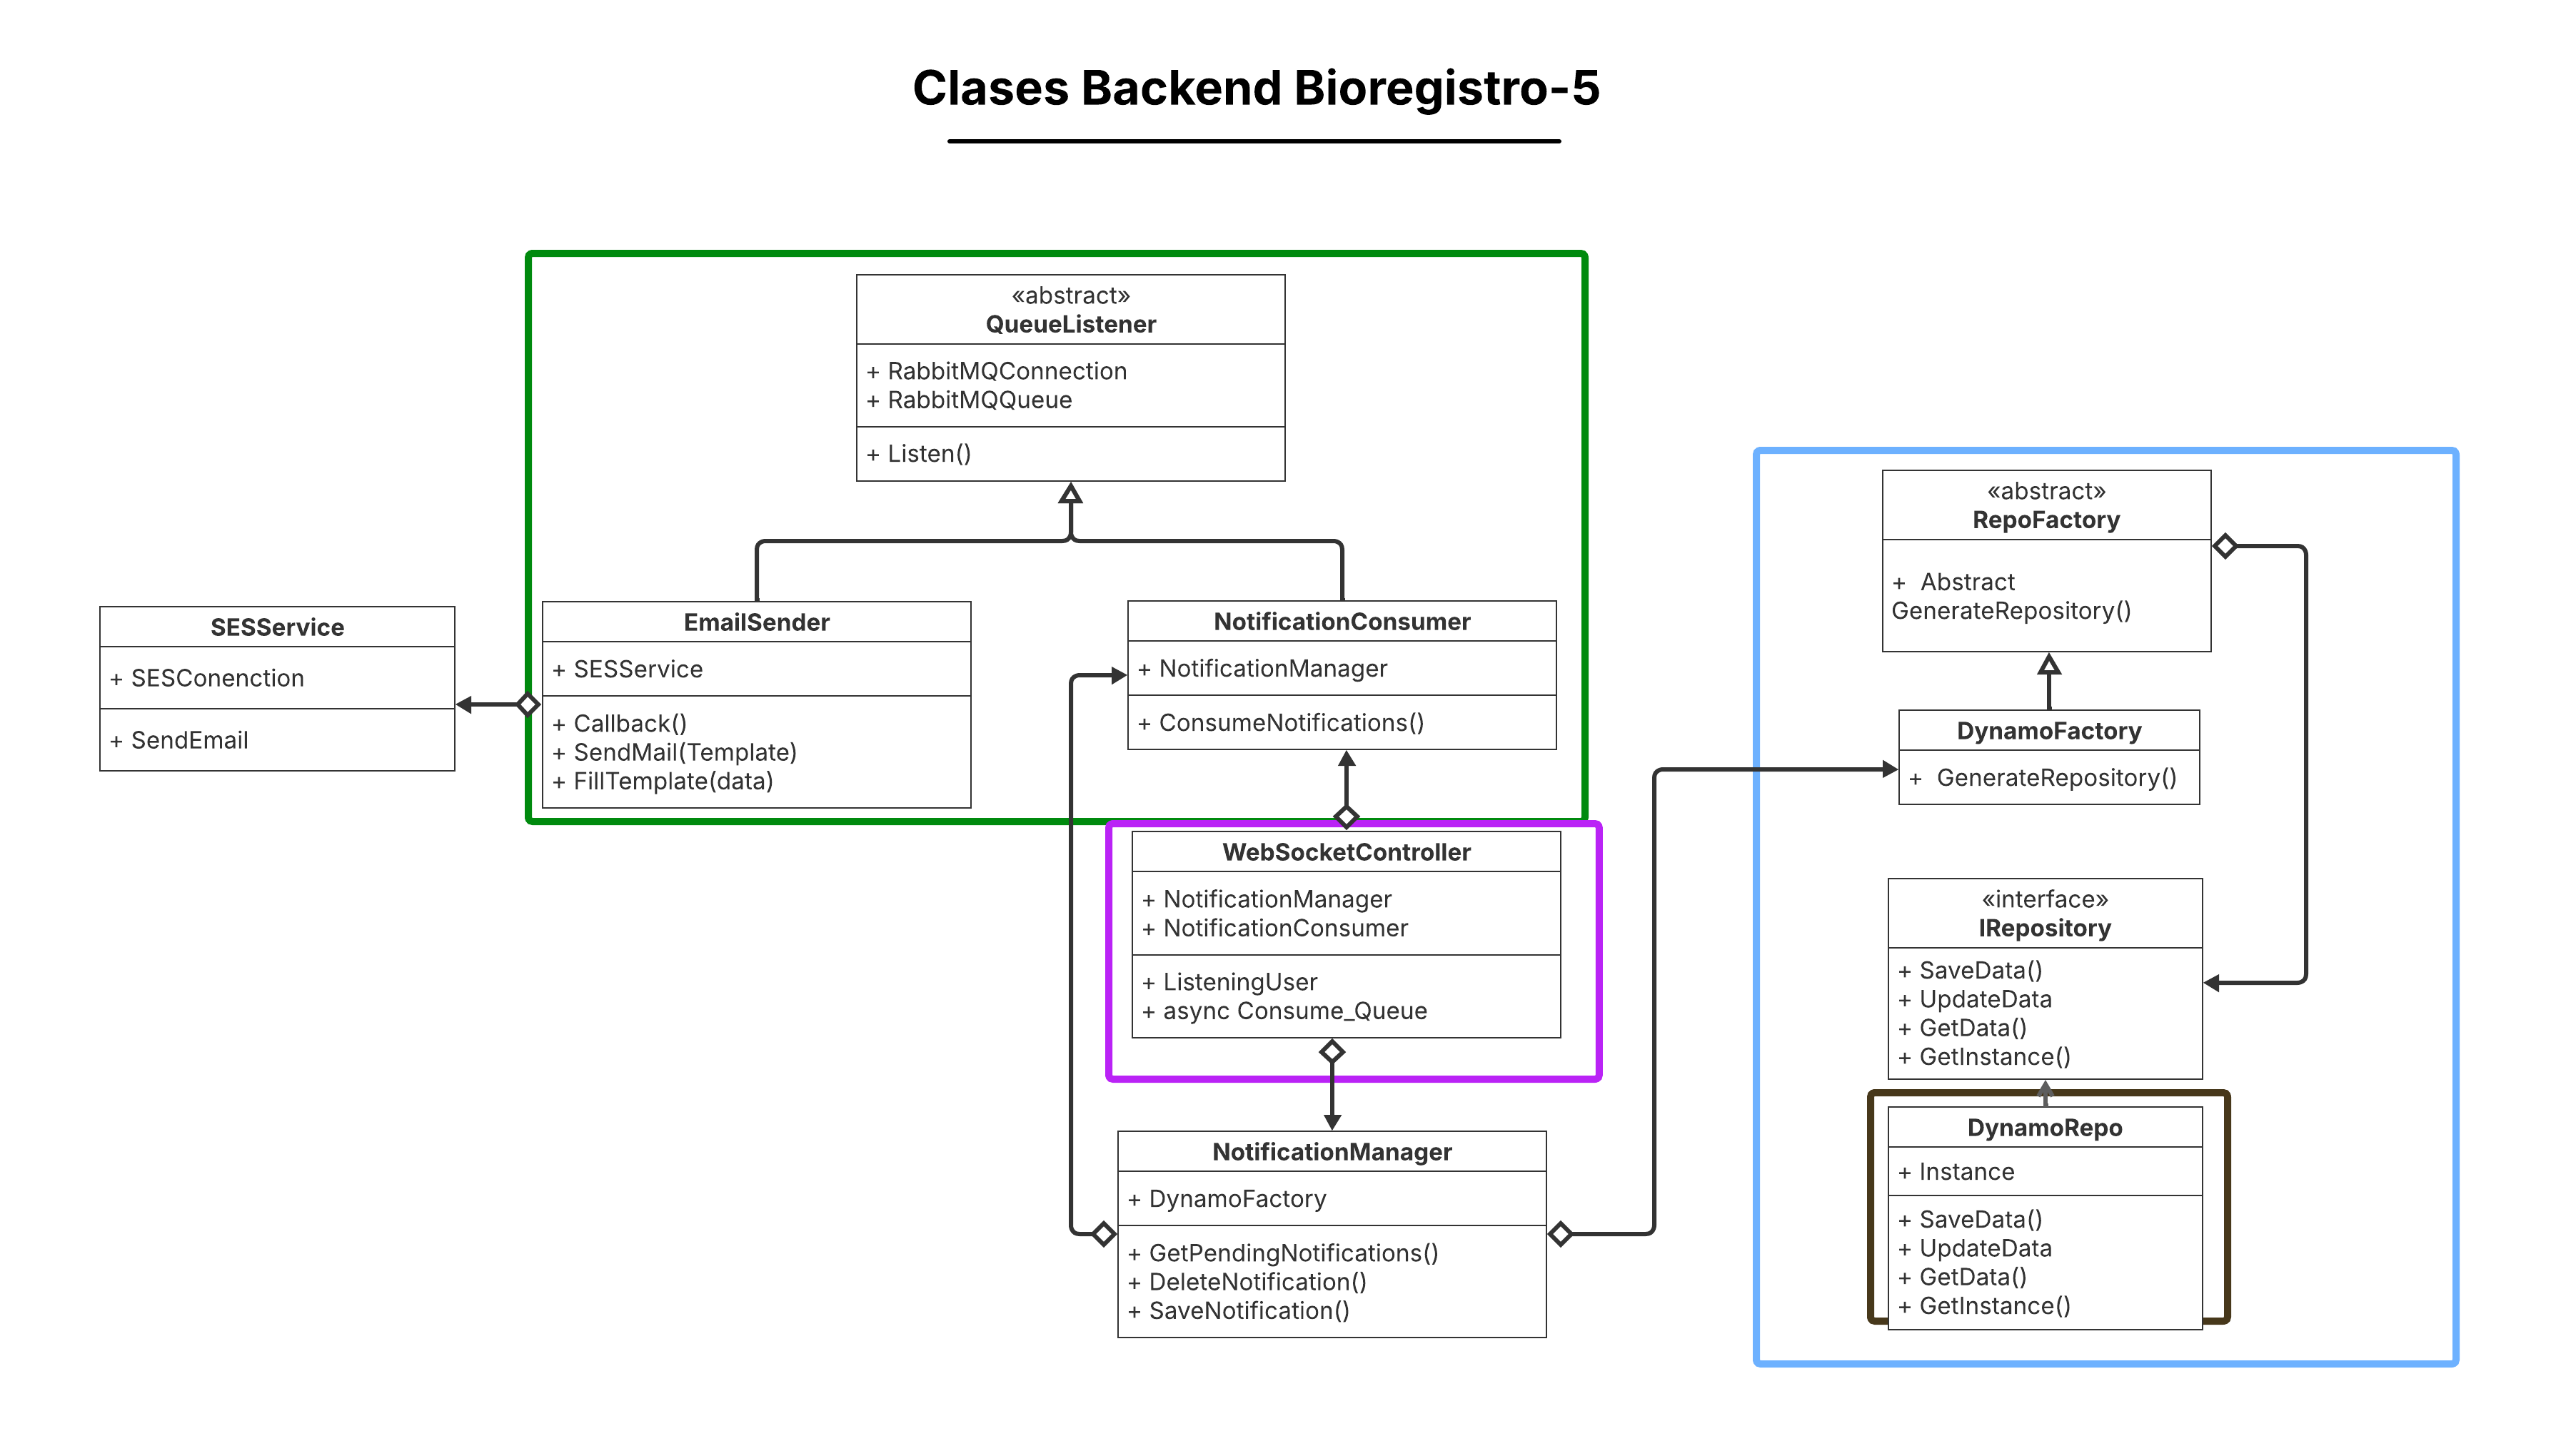 Clases Backend Bioregistro-5
«abstract»
QueueListener
+ RabbitMQConnection
+ RabbitMQQueue
+ Listen()
SESService
+ SESConenction
+ SendEmail
EmailSender
+ SESService
+ Callback()
+ SendMail(Template)
+ FillTemplate(data)
NotificationConsumer
+ NotificationManager
+ ConsumeNotifications()
WebSocketController
+ NotificationManager
+ NotificationConsumer
+ ListeningUser
+ async Consume_Queue
NotificationManager
+ DynamoFactory
+ GetPendingNotifications()
+ DeleteNotification()
+ SaveNotification()
«abstract»
RepoFactory
+ Abstract
GenerateRepository()
DynamoFactory
+ GenerateRepository()
«interface»
IRepository
+ SaveData()
+ UpdateData
+ GetData()
+ GetInstance()
DynamoRepo
+ Instance
+ SaveData()
+ UpdateData
+ GetData()
+ GetInstance()